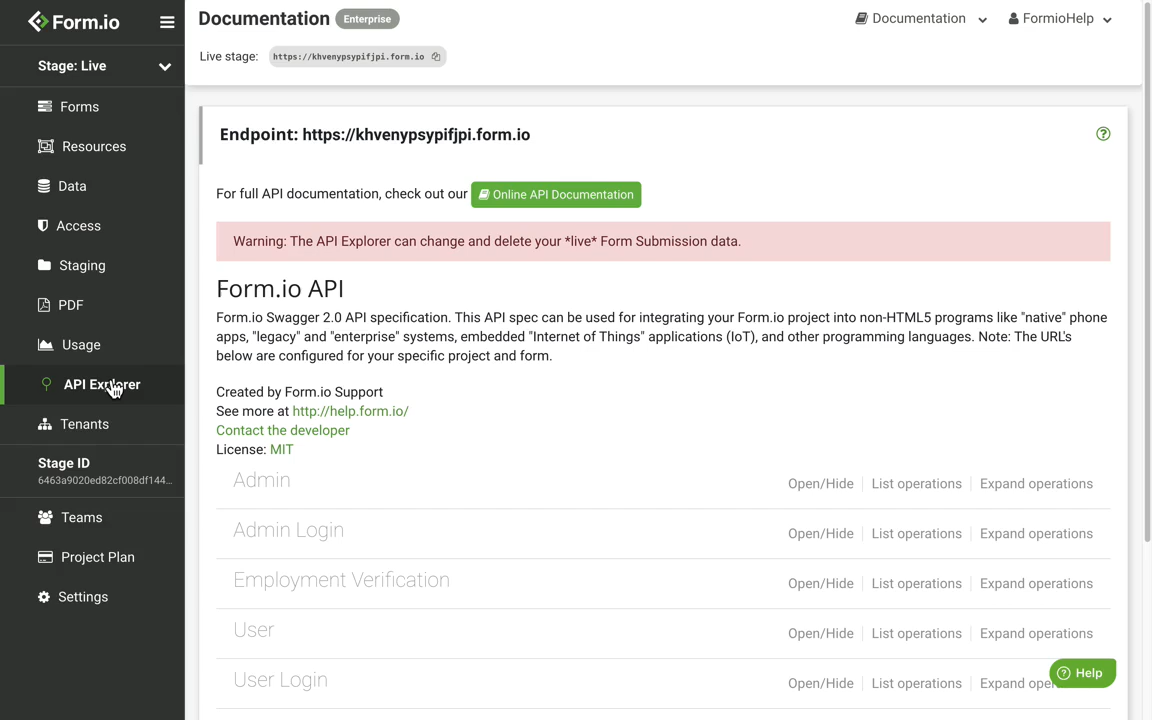 Form.io
Stage: Live
Forms
Resources
Data
Access
Staging
PDF
Usage
API Explorer
Tenants
Stage ID
6463a9020ed82cf008df144...
Teams
Project Plan
Settings
Documentation Enterprise
Documentation FormioHelp
Live stage: https://khvenypsypifjpi.form.io
Endpoint: https://khvenypsypifjpi.form.io
For full API documentation, check out our Online API Documentation
Warning: The API Explorer can change and delete your *live* Form Submission data.
Form.io API
Form.io Swagger 2.0 API specification. This API spec can be used for integrating your Form.io project into non-HTML5 programs like "native" phone
apps, "legacy" and "enterprise" systems, embedded "Internet of Things" applications (IoT), and other programming languages. Note: The URL's
below are configured for your specific project and form.
Created by Form.io Support
See more at http://help.form.io/
Contact the developer
License: MIT
Admin Open/Hide List operations Expand operations
Admin Login Open/Hide List operations Expand operations
Employment Verification Open/Hide List operations Expand operations
User Open/Hide List operations Expand operations
User Login Open/Hide List operations Expand
Help